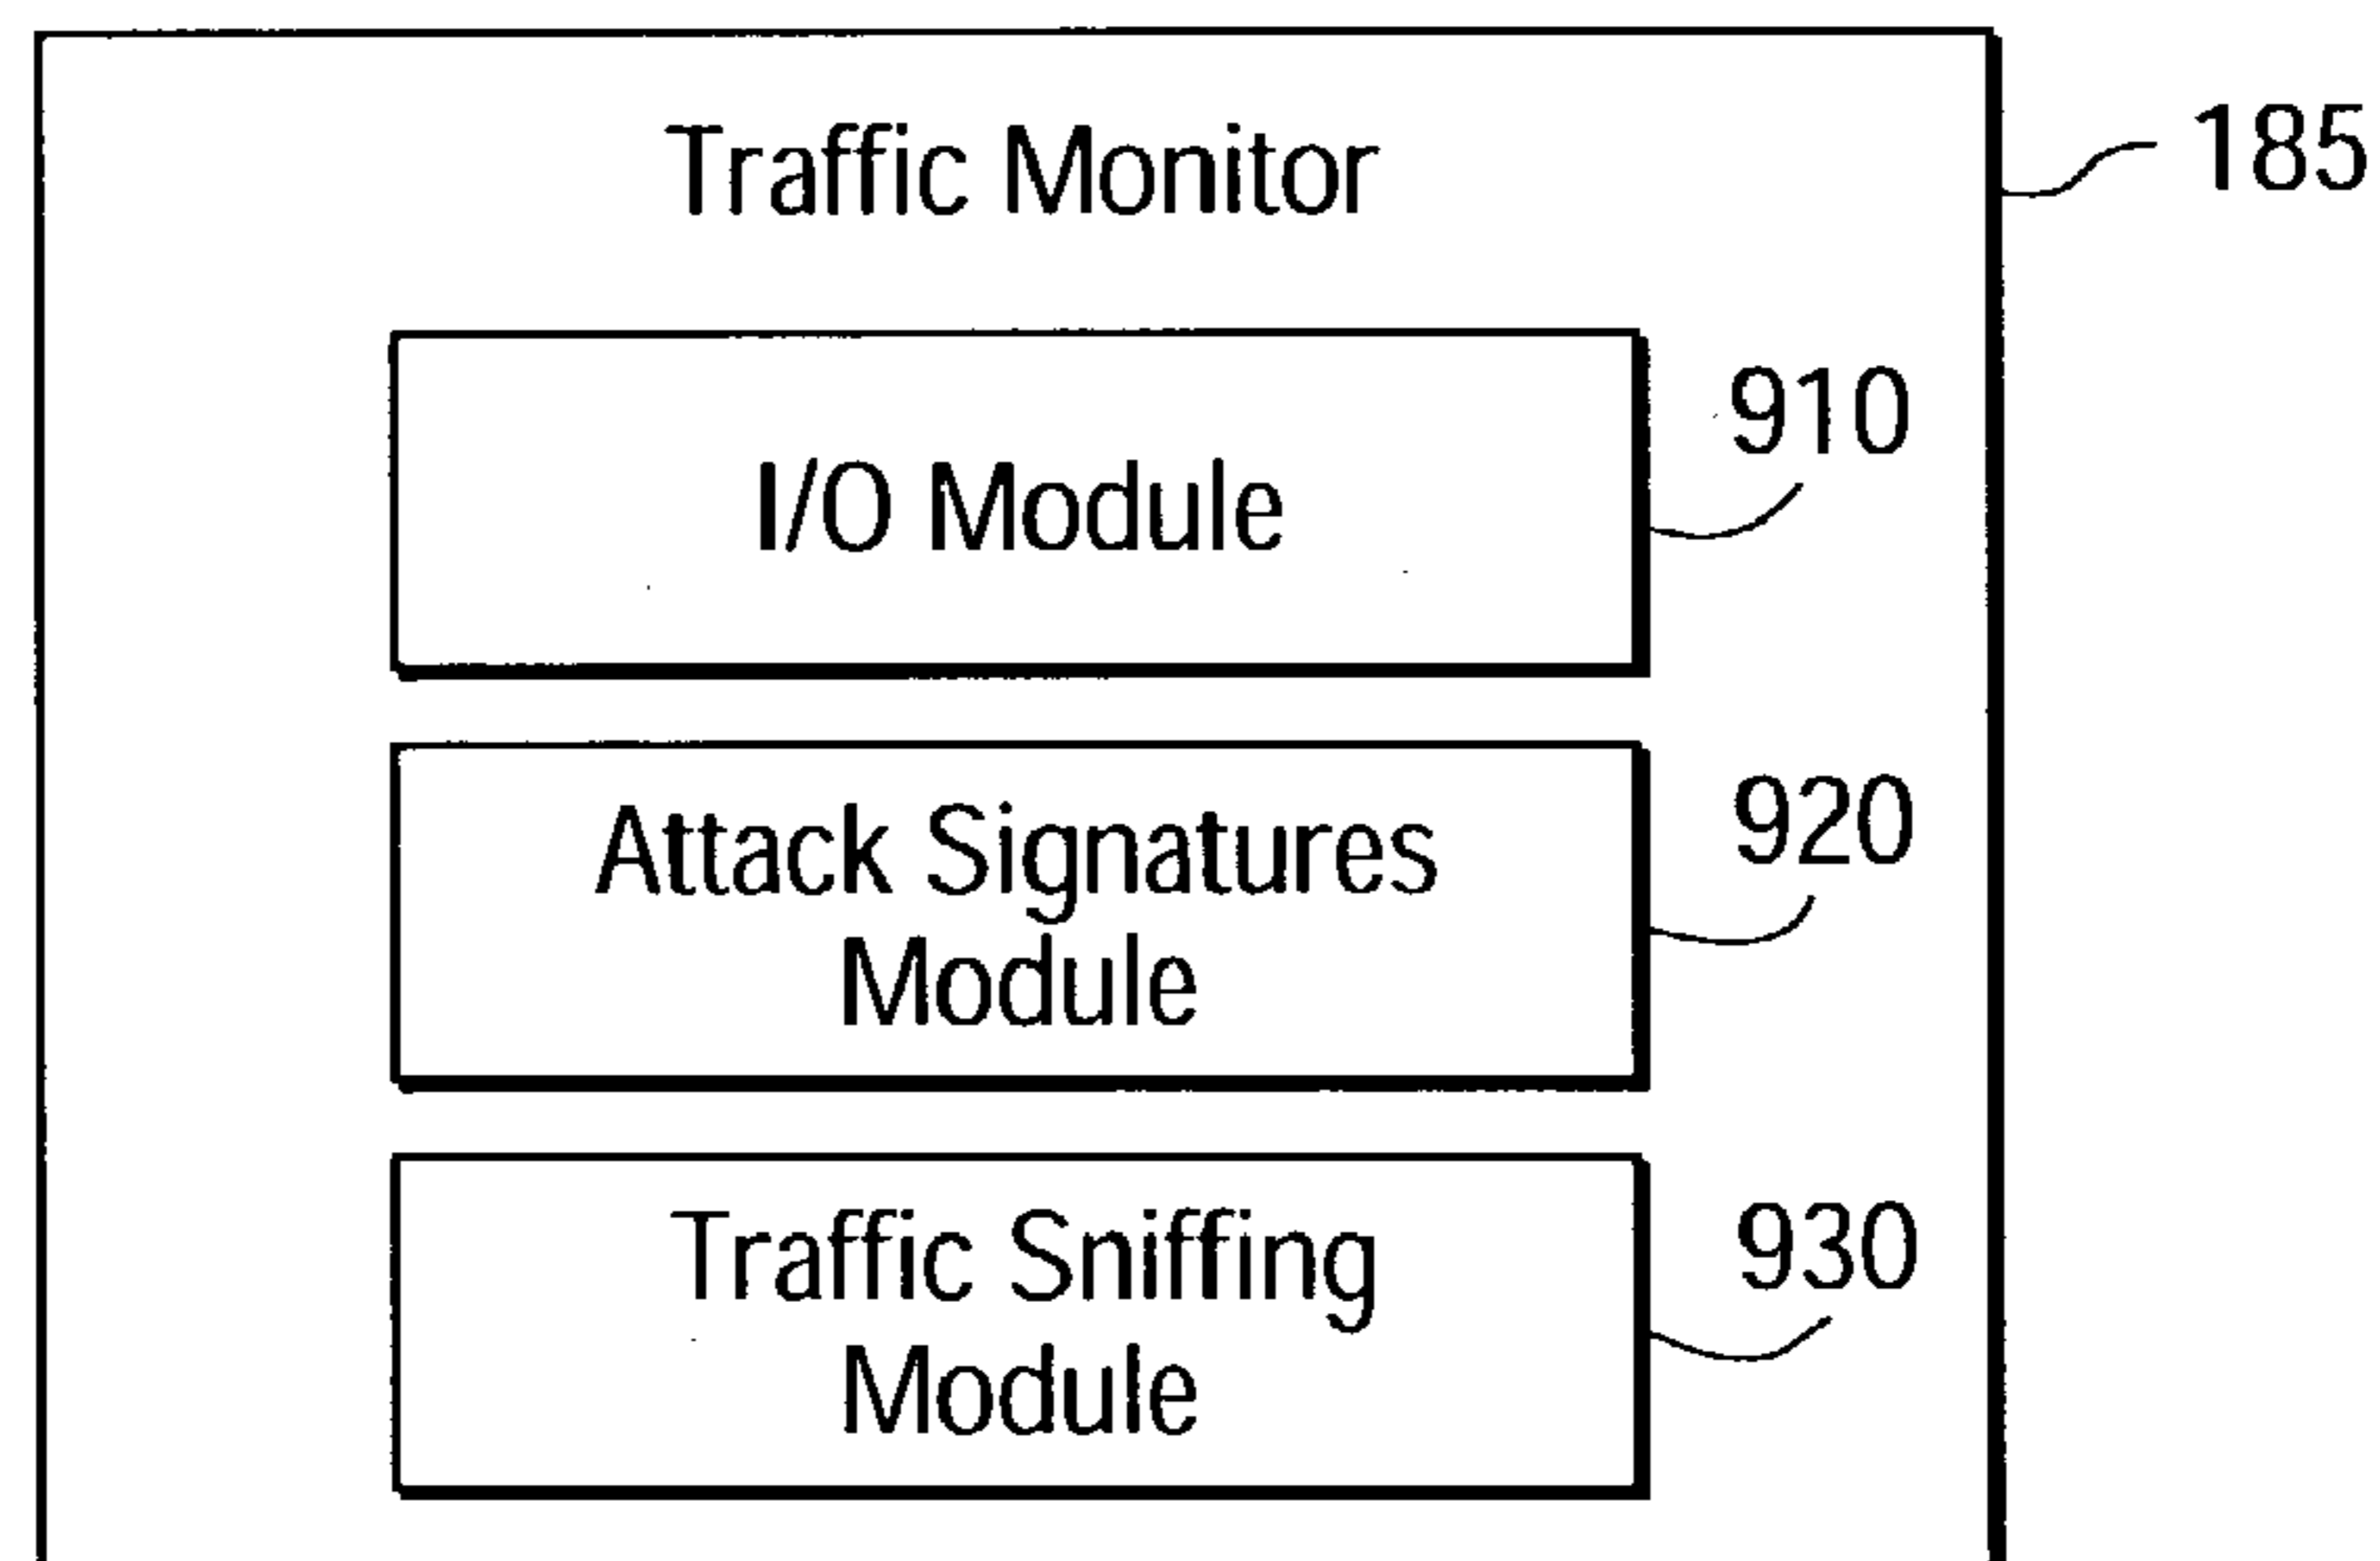 Traffic Monitor
185
I/O Module
910
Attack Signatures
Module
920
Traffic Sniffing
Module
930